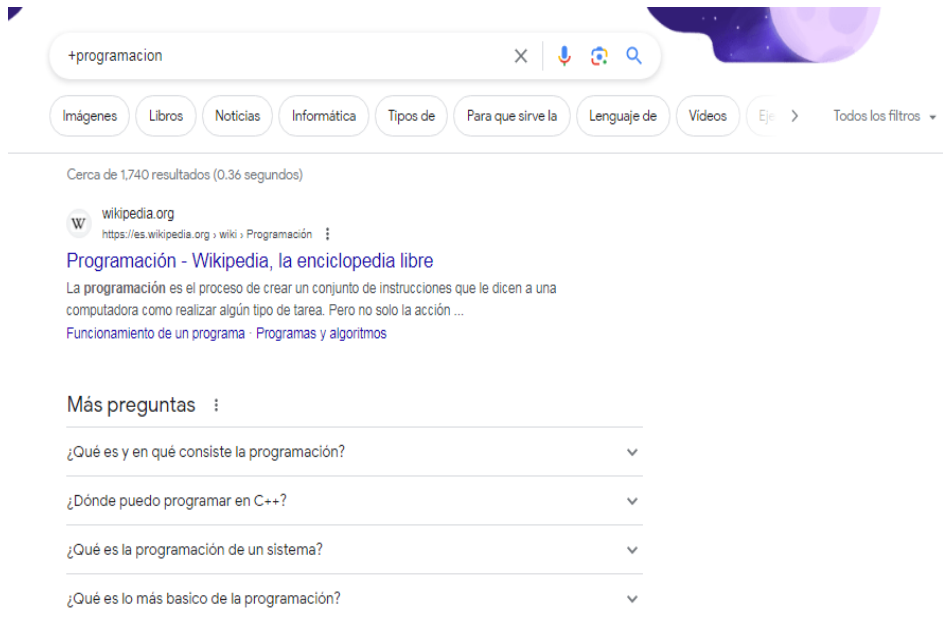 +programacion
Imágenes Libros Noticias Informática Tipos de Para que sirve la Lenguaje de Vídeos Eje Todos los filtros
Cerca de 1,740 resultados (0.36 segundos)
W wikipedia.org
https://es.wikipedia.org › wiki › Programación
Programación - Wikipedia, la enciclopedia libre
La programación es el proceso de crear un conjunto de instrucciones que le dicen a una
computadora como realizar algún tipo de tarea. Pero no solo la acción ...
Funcionamiento de un programa · Programas y algoritmos
Más preguntas
¿Qué es y en qué consiste la programación?
¿Dónde puedo programar en C++?
¿Qué es la programación de un sistema?
¿Qué es lo más basico de la programación?